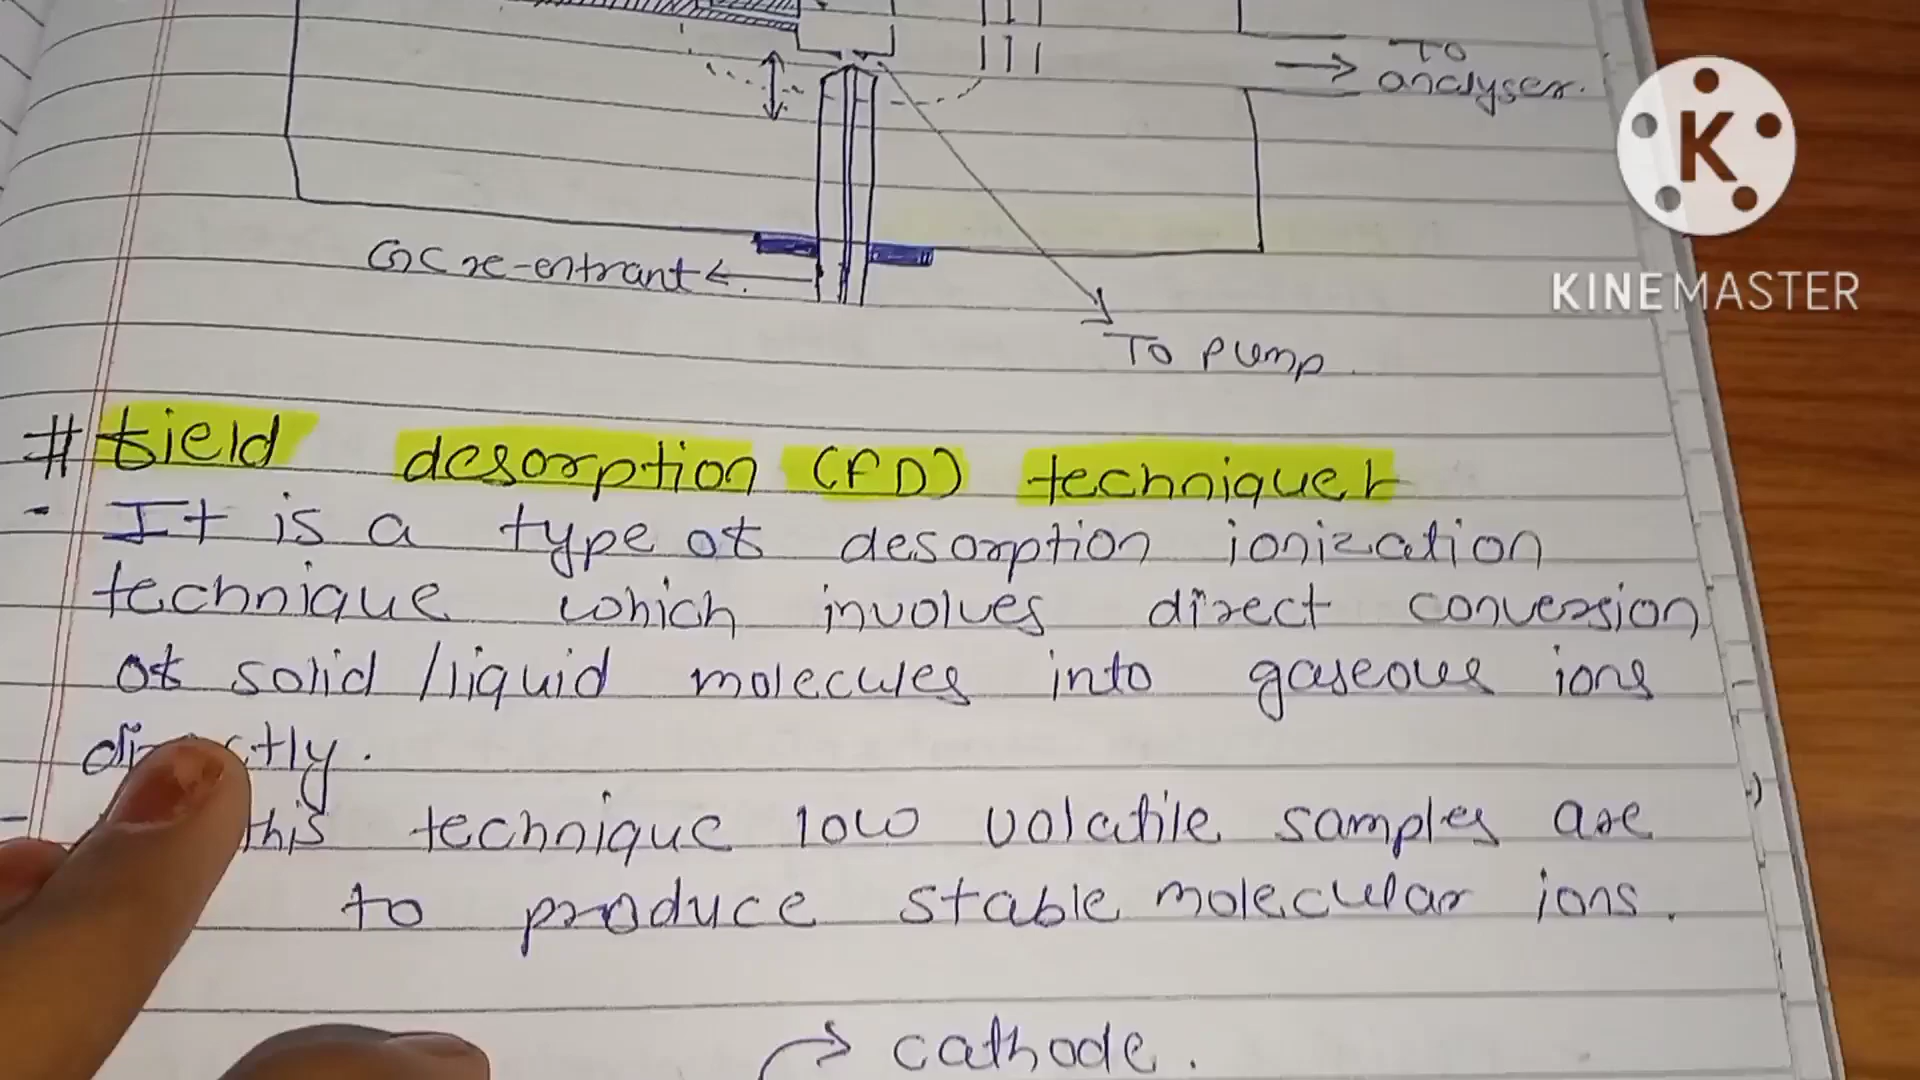 To
analyser.
K
KINEMASTER
GC re-entrant
To pump
# field desorption (FD) technique
- It is a type of desorption ionization
technique which involves direct conversion
of solid/liquid molecules into gaseous ions
directly.
- this technique low volatile samples are
to produce stable molecular ions.
cathode.